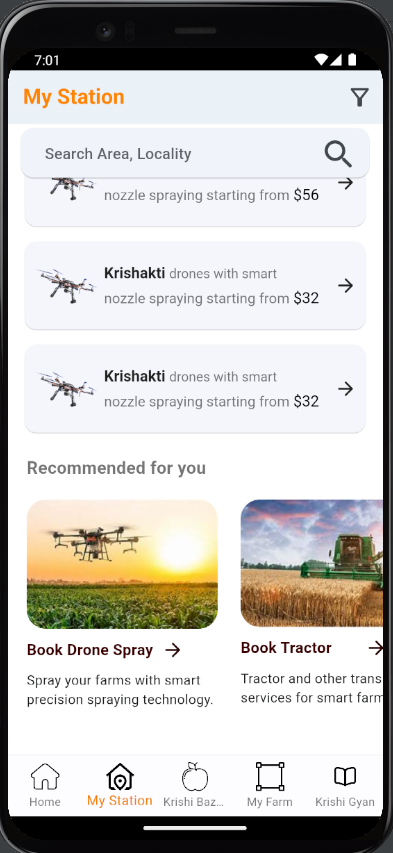 7:01
My Station
Search Area, Locality
nozzle spraying starting from $56
Krishakti drones with smart
nozzle spraying starting from $32
Krishakti drones with smart
nozzle spraying starting from $32
Recommended for you
Book Drone Spray
Spray your farms with smart
precision spraying technology.
Book Tractor
Tractor and other trans
services for smart farm
Home
My Station
Krishi Baz...
My Farm
Krishi Gyan